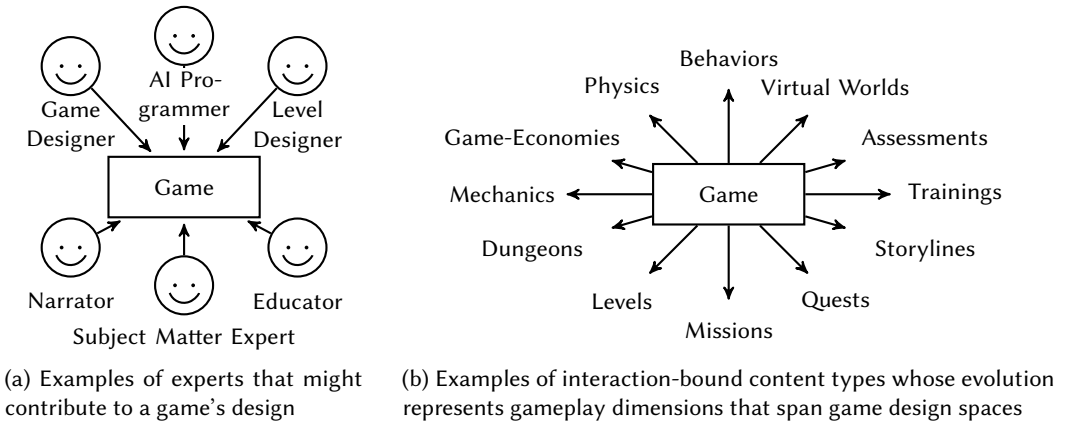 AI Pro-
grammer
Game
Designer
Level
Designer
Game
Narrator
Educator
Subject Matter Expert
(a) Examples of experts that might
contribute to a game's design
Behaviors
Physics
Virtual Worlds
Game-Economies
Assessments
Mechanics
Game
Trainings
Dungeons
Storylines
Levels
Quests
Missions
(b) Examples of interaction-bound content types whose evolution
represents gameplay dimensions that span game design spaces